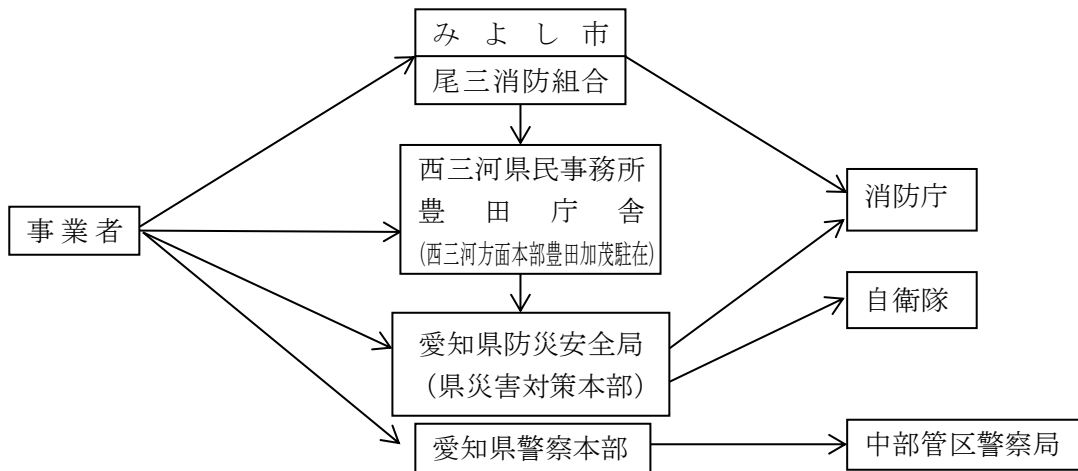 みよし市
尾三消防組合
西三河県民事務所
豊田庁舎
(西三河方面本部豊田加茂駐在)
消防庁
事業者
自衛隊
愛知県防災安全局
（県災害対策本部）
愛知県警察本部
中部管区警察局